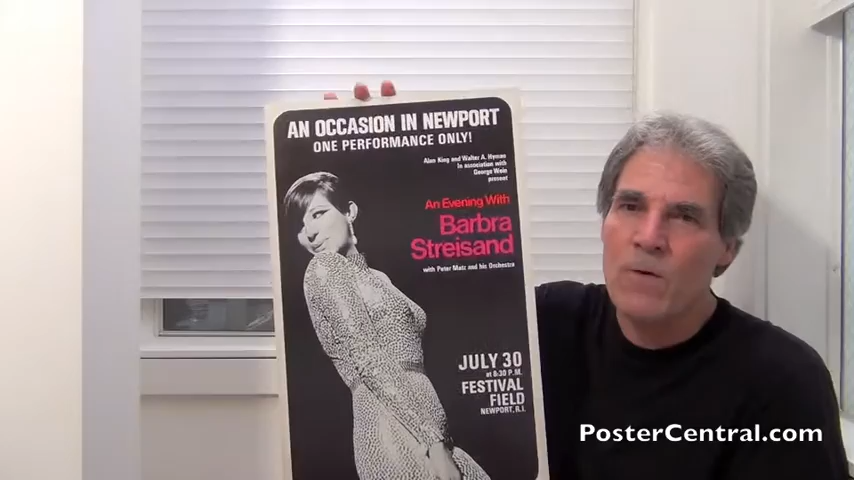 AN OCCASION IN NEWPORT
ONE PERFORMANCE ONLY!
Alan King and Walter A. Hyman
in association with
George Wein
present
An Evening With
Barbra
Streisand
with Peter Matz and his Orchestra
JULY 30
at 8:30 P.M.
FESTIVAL
FIELD
NEWPORT, R.I.
PosterCentral.com